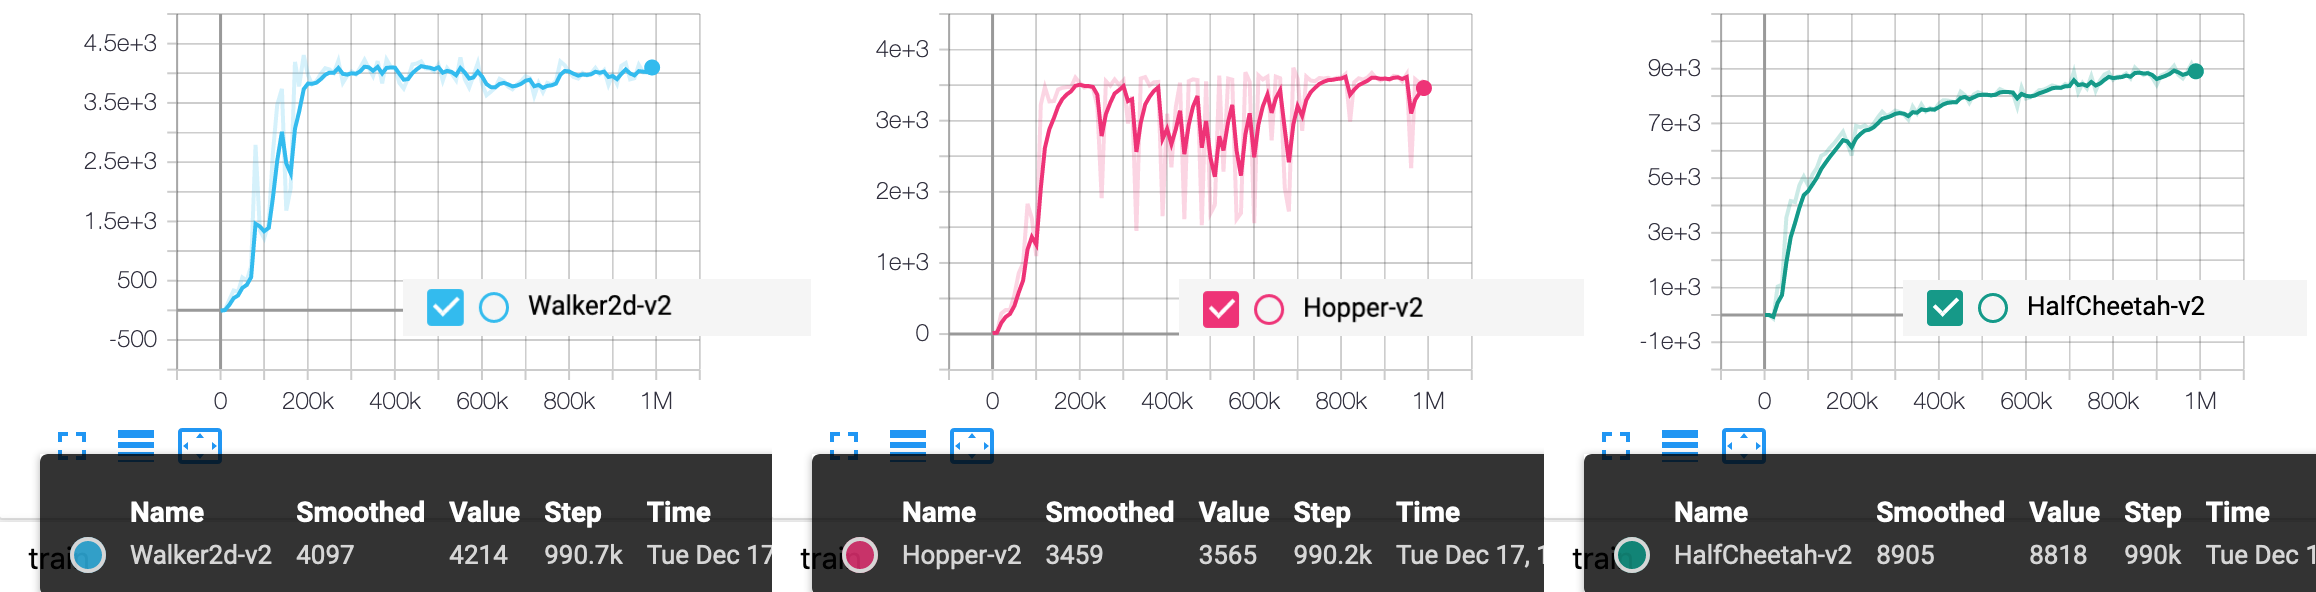 4.5e+3
3.5e+3
2.5e+3
1.5e+3
500
-500
0 200k 400k 600k 800k 1M
Walker2d-v2
Name Smoothed Value Step Time
train Walker2d-v2 4097 4214 990.7k Tue Dec 17
4e+3
3e+3
2e+3
1e+3
0
0 200k 400k 600k 800k 1M
Hopper-v2
Name Smoothed Value Step Time
train Hopper-v2 3459 3565 990.2k Tue Dec 17, 1
9e+3
7e+3
5e+3
3e+3
1e+3
-1e+3
0 200k 400k 600k 800k 1M
HalfCheetah-v2
Name Smoothed Value Step Time
train HalfCheetah-v2 8905 8818 990k Tue Dec 1